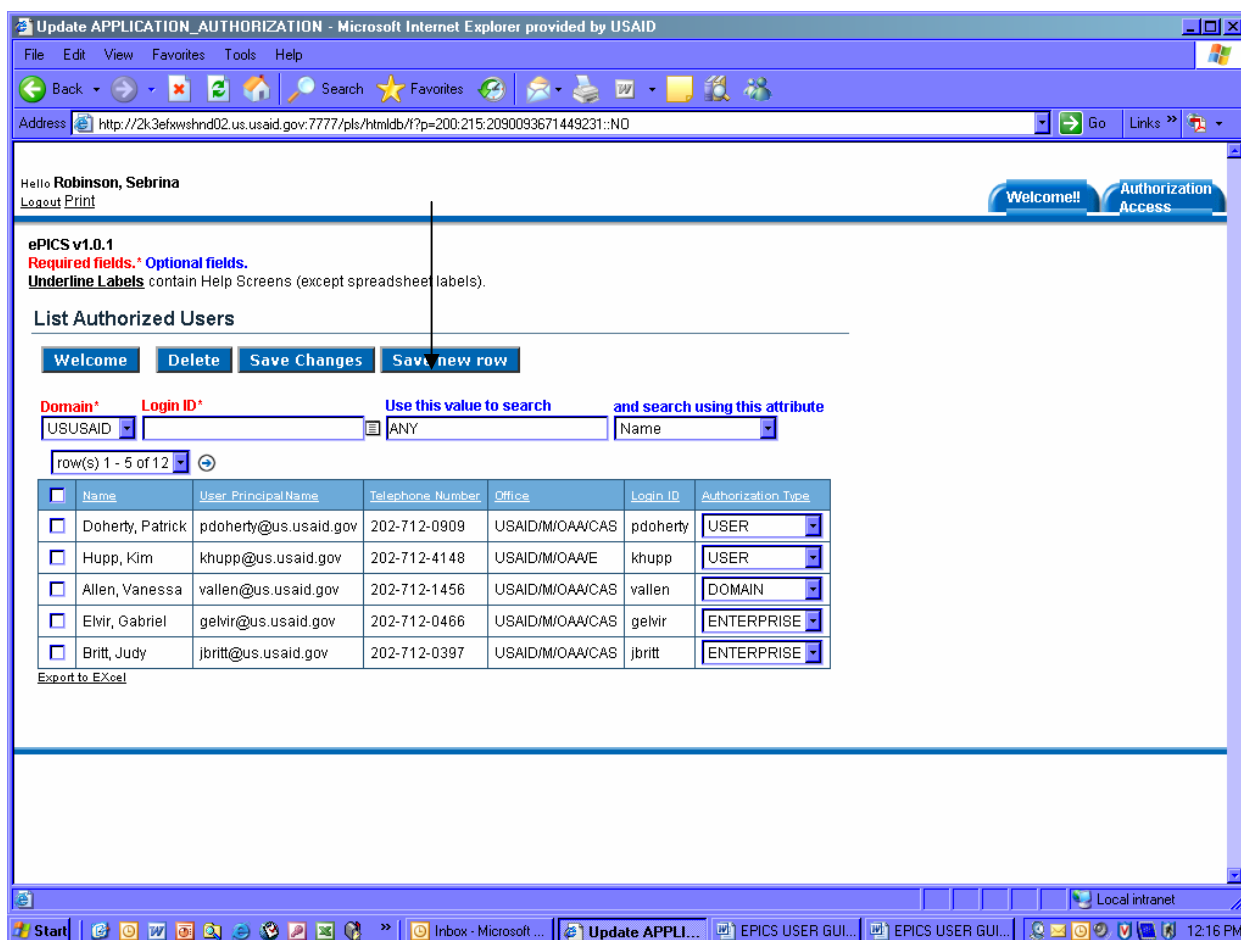 Update APPLICATION_AUTHORIZATION - Microsoft Internet Explorer provided by USAID
File Edit View Favorites Tools Help
Back Search Favorites
Address http://2k3efxwshnd02.us.usaid.gov:7777/pls/htmldb/f?p=200:215:2090093671449231::NO Go Links »
Hello Robinson, Sebrina
Logout Print
Welcome!! Authorization Access
ePICS v1.0.1
Required fields.* Optional fields.
Underline Labels contain Help Screens (except spreadsheet labels).
List Authorized Users
Welcome Delete Save Changes Save new row
Domain* Login ID* Use this value to search and search using this attribute
USUSAID ANY Name
row(s) 1 - 5 of 12
Name User PrincipalName Telephone Number Office Login ID Authorization Type
Doherty, Patrick pdoherty@us.usaid.gov 202-712-0909 USAID/M/OAA/CAS pdoherty USER
Hupp, Kim khupp@us.usaid.gov 202-712-4148 USAID/M/OAA/E khupp USER
Allen, Vanessa vallen@us.usaid.gov 202-712-1456 USAID/M/OAA/CAS vallen DOMAIN
Elvir, Gabriel gelvir@us.usaid.gov 202-712-0466 USAID/M/OAA/CAS gelvir ENTERPRISE
Britt, Judy jbritt@us.usaid.gov 202-712-0397 USAID/M/OAA/CAS jbritt ENTERPRISE
Export to EXcel
Local intranet
Start » Inbox - Microsoft ... Update APPLI... EPICS USER GUI... EPICS USER GUI... 12:16 PM